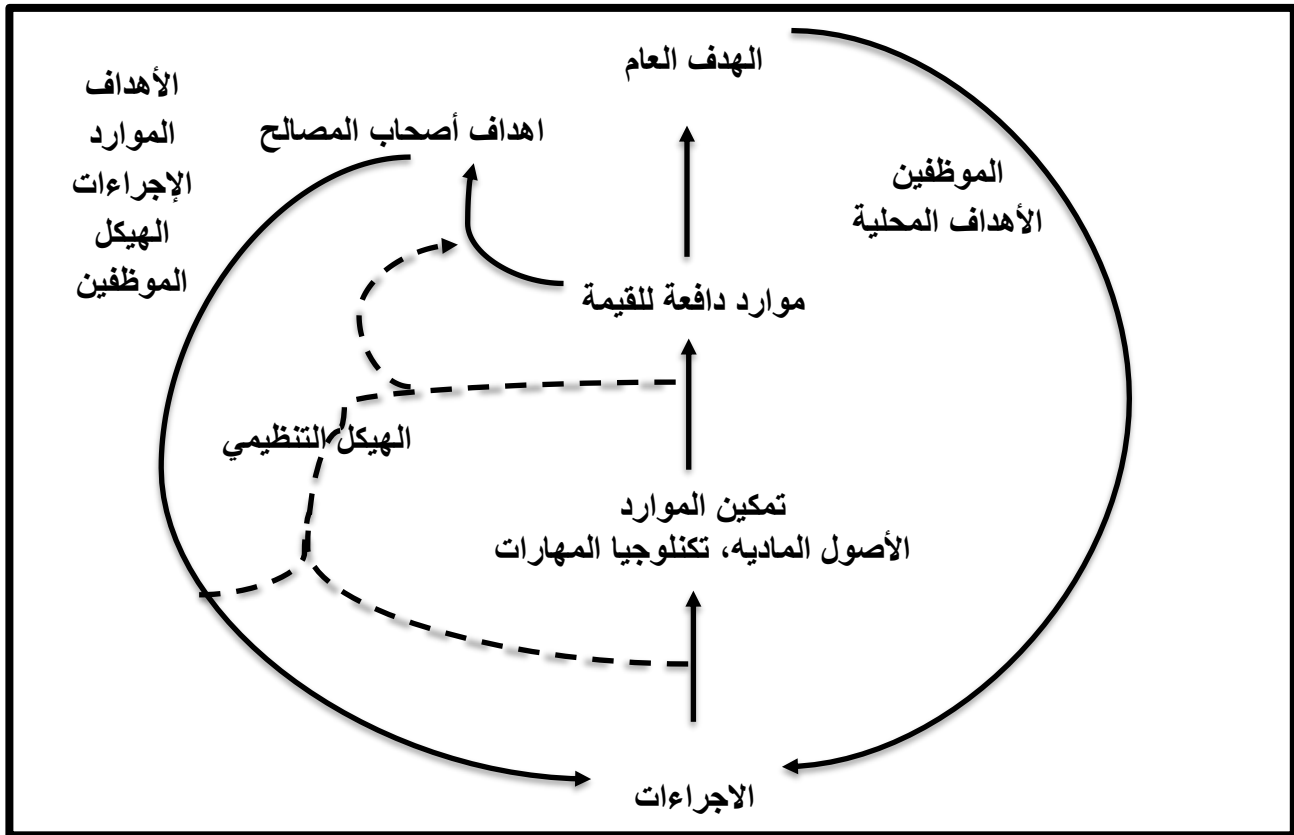 الهدف العام
الأهداف
الموارد
الإجراءات
الهيكل
الموظفين
اهداف أصحاب المصالح
الموظفين
الأهداف المحلية
موارد دافعة للقيمة
الهيكل التنظيمي
تمكين الموارد
الأصول الماديه، تكنلوجيا المهارات
الاجراءات